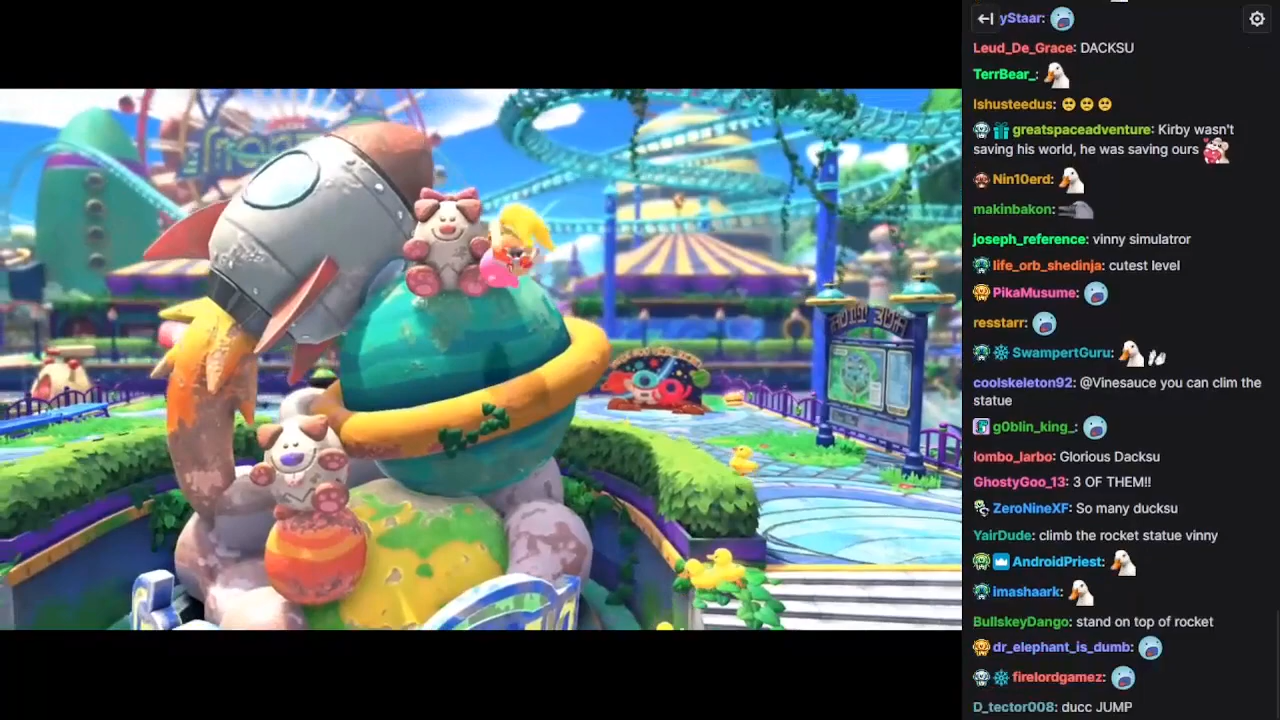 yStaar:
Leud_De_Grace: DACKSU
TerrBear_:
Ishusteedus:
greatspaceadventure: Kirby wasn't
saving his world, he was saving ours
Nin10erd:
makinbakon:
joseph_reference: vinny simulatror
life_orb_shedinja: cutest level
PikaMusume:
resstarr:
SwampertGuru:
coolskeleton92: @Vinesauce you can clim the
statue
g0blin_king_:
lombo_larbo: Glorious Dacksu
GhostyGoo_13: 3 OF THEM!!
ZeroNineXF: So many ducksu
YairDude: climb the rocket statue vinny
AndroidPriest:
imashaark:
BullskeyDango: stand on top of rocket
dr_elephant_is_dumb:
firelordgamez:
D_tector008: ducc JUMP